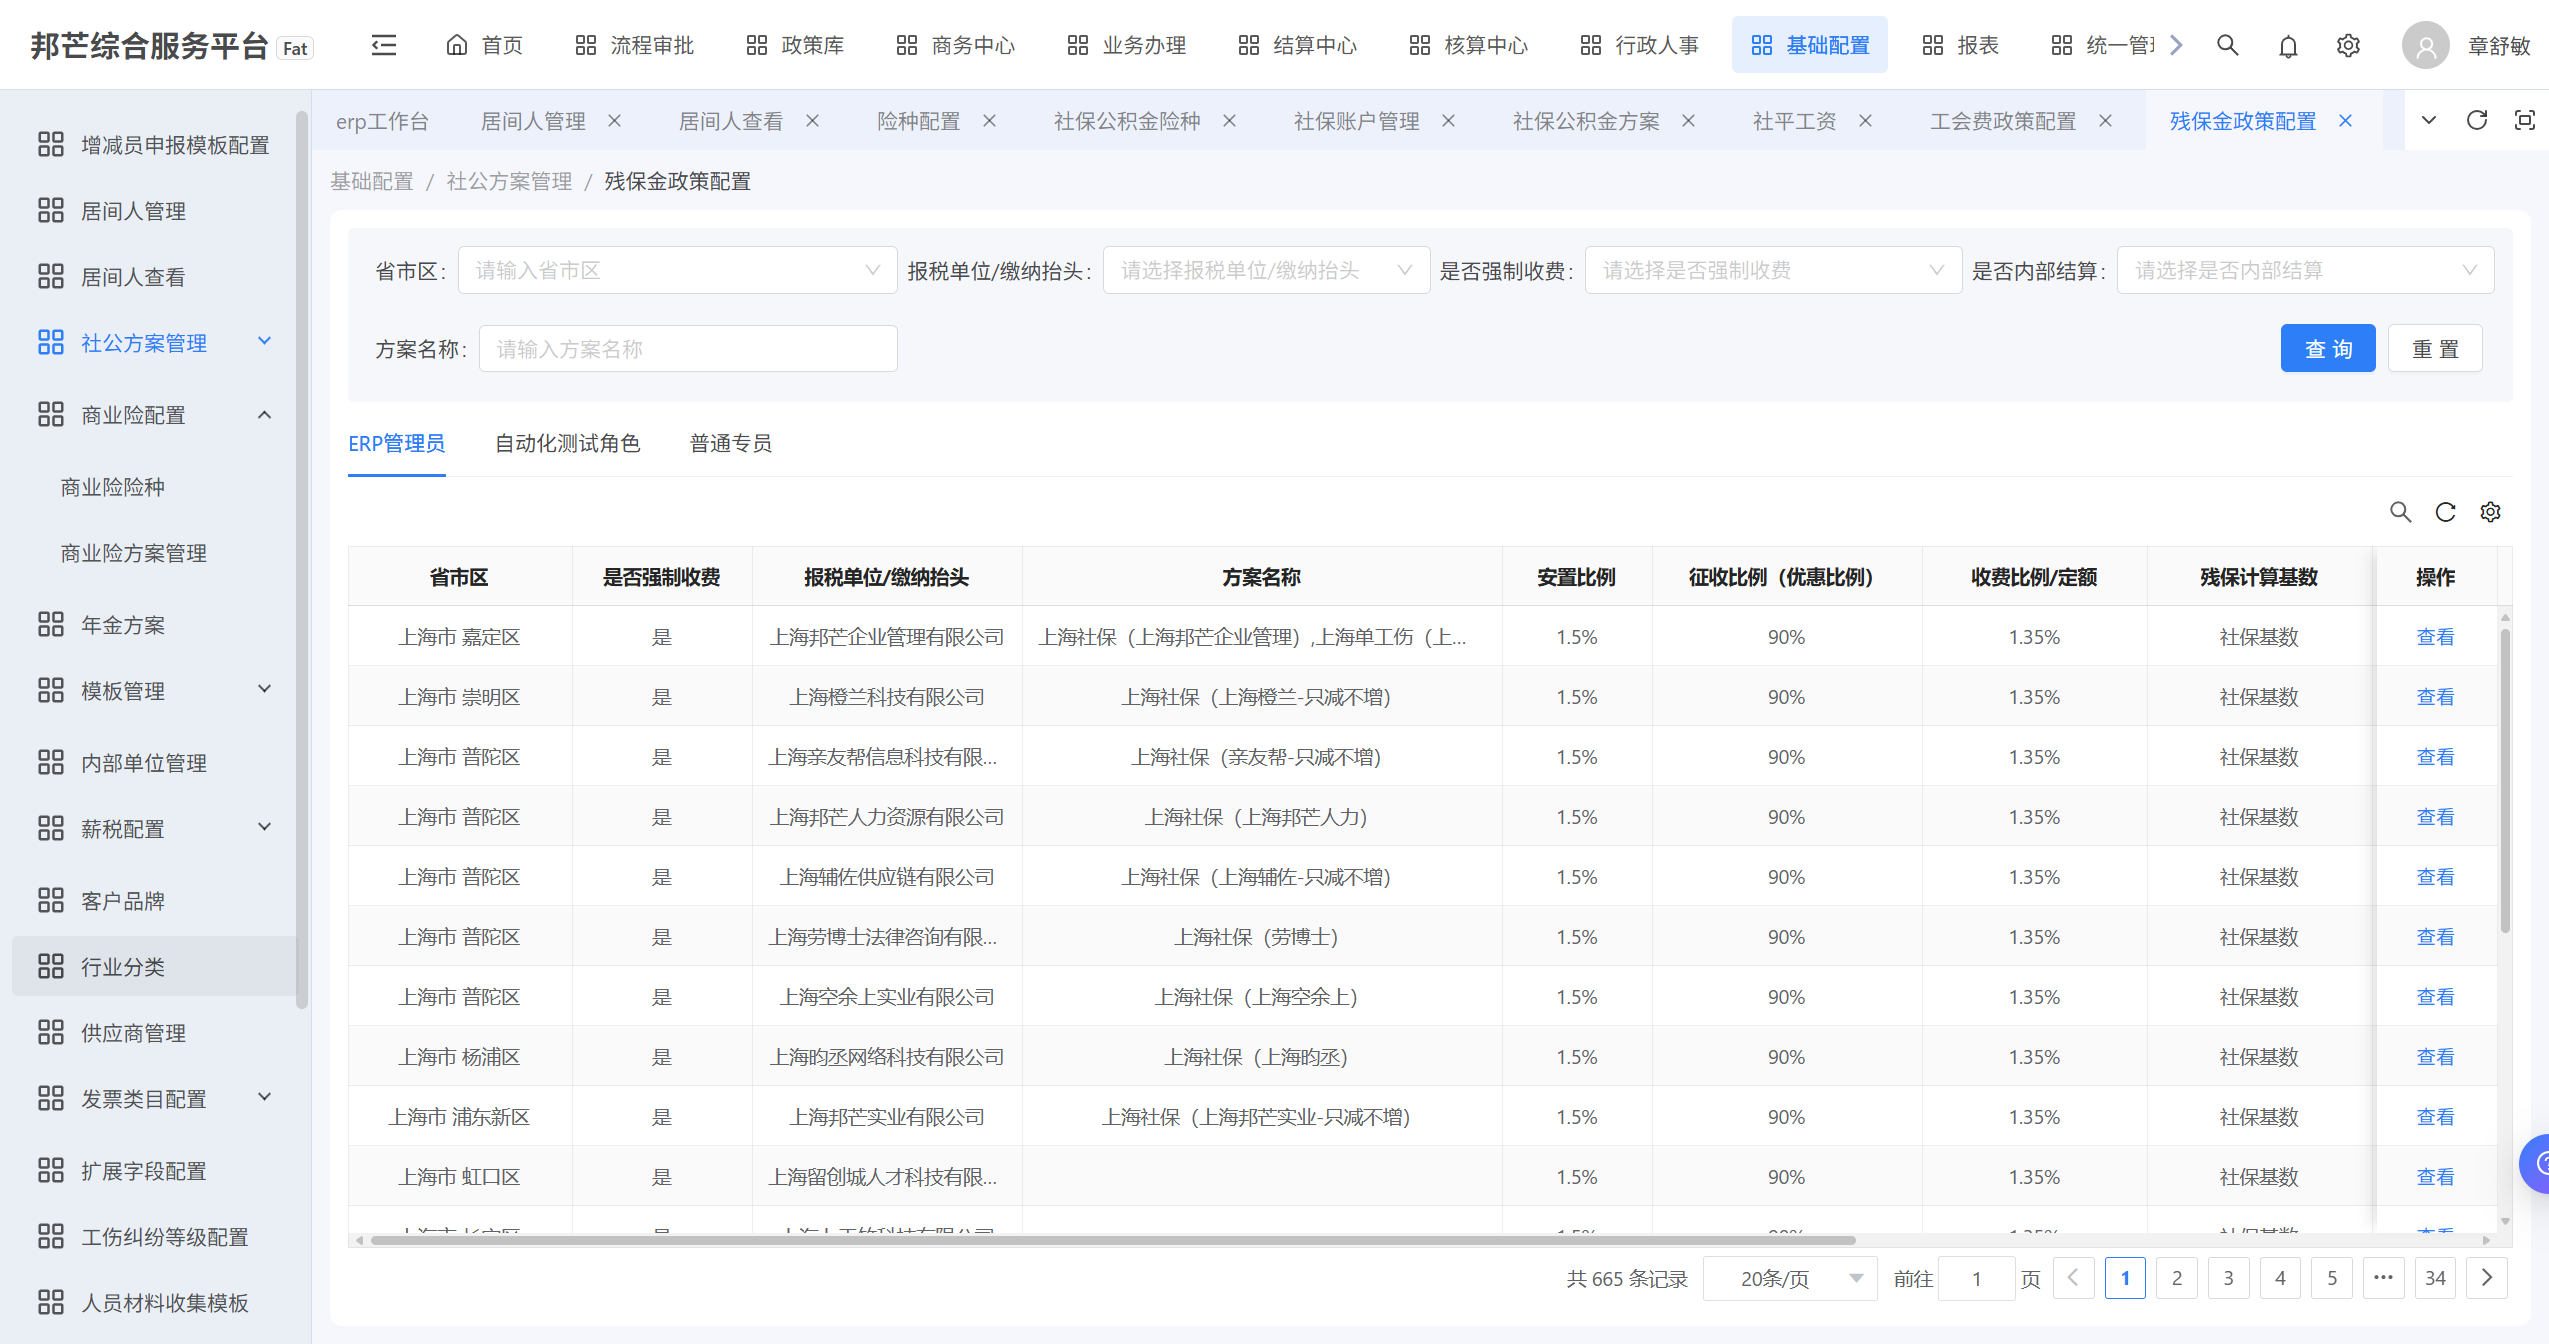 邦芒综合服务平台 Fat 首页 流程审批 政策库 商务中心 业务办理 结算中心 核算中心 行政人事 基础配置 报表 统一管 章舒敏
erp工作台 居间人管理 居间人查看 险种配置 社保公积金险种 社保账户管理 社保公积金方案 社平工资 工会费政策配置 残保金政策配置
增减员申报模板配置
居间人管理
居间人查看
社公方案管理
商业险配置
商业险险种
商业险方案管理
年金方案
模板管理
内部单位管理
薪税配置
客户品牌
行业分类
供应商管理
发票类目配置
扩展字段配置
工伤纠纷等级配置
人员材料收集模板
基础配置 / 社公方案管理 / 残保金政策配置
省市区: 请输入省市区 报税单位/缴纳抬头: 请选择报税单位/缴纳抬头 是否强制收费: 请选择是否强制收费 是否内部结算: 请选择是否内部结算
方案名称: 请输入方案名称 查 询 重 置
ERP管理员 自动化测试角色 普通专员
省市区 是否强制收费 报税单位/缴纳抬头 方案名称 安置比例 征收比例（优惠比例） 收费比例/定额 残保计算基数 操作
上海市 嘉定区 是 上海邦芒企业管理有限公司 上海社保（上海邦芒企业管理）,上海单工伤（上... 1.5% 90% 1.35% 社保基数 查看
上海市 崇明区 是 上海橙兰科技有限公司 上海社保（上海橙兰-只减不增） 1.5% 90% 1.35% 社保基数 查看
上海市 普陀区 是 上海亲友帮信息科技有限... 上海社保（亲友帮-只减不增） 1.5% 90% 1.35% 社保基数 查看
上海市 普陀区 是 上海邦芒人力资源有限公司 上海社保（上海邦芒人力） 1.5% 90% 1.35% 社保基数 查看
上海市 普陀区 是 上海辅佐供应链有限公司 上海社保（上海辅佐-只减不增） 1.5% 90% 1.35% 社保基数 查看
上海市 普陀区 是 上海劳博士法律咨询有限... 上海社保（劳博士） 1.5% 90% 1.35% 社保基数 查看
上海市 普陀区 是 上海空余上实业有限公司 上海社保（上海空余上） 1.5% 90% 1.35% 社保基数 查看
上海市 杨浦区 是 上海昀丞网络科技有限公司 上海社保（上海昀丞） 1.5% 90% 1.35% 社保基数 查看
上海市 浦东新区 是 上海邦芒实业有限公司 上海社保（上海邦芒实业-只减不增） 1.5% 90% 1.35% 社保基数 查看
上海市 虹口区 是 上海留创城人才科技有限... 1.5% 90% 1.35% 社保基数 查看
共 665 条记录 20条/页 前往 1 页 1 2 3 4 5 ••• 34